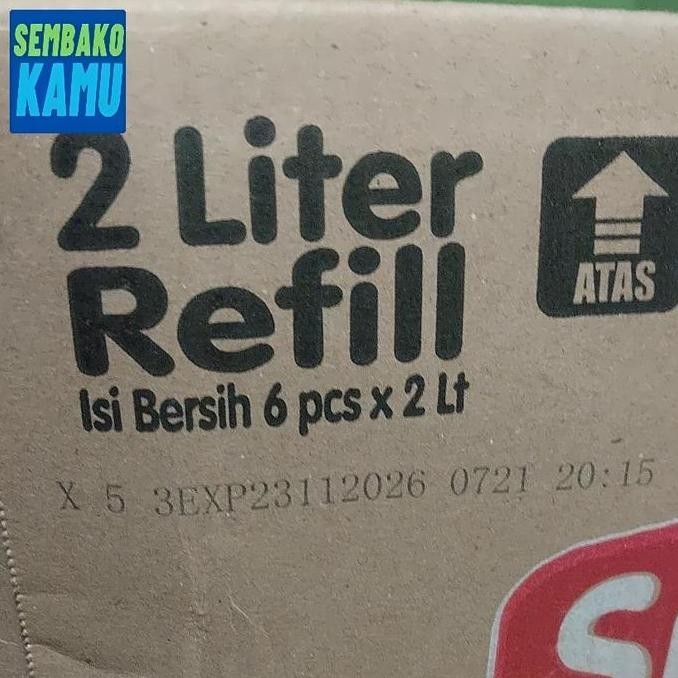 SEMBAKO
KAMU
2 Liter
Refill
ATAS
Isi Bersih 6 pcs x 2 Lt
X 5 3EXP23112026 0721 20:15